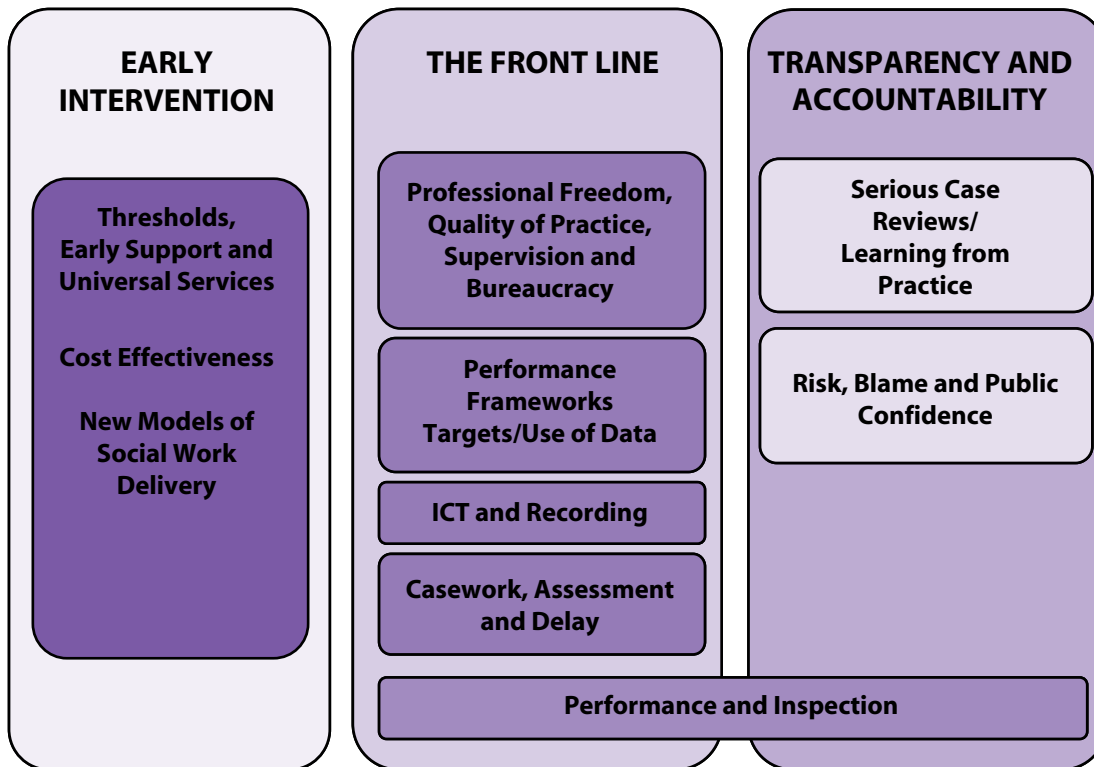 EARLY
INTERVENTION
Thresholds,
Early Support and
Universal Services
Cost Effectiveness
New Models of
Social Work
Delivery
THE FRONT LINE
Professional Freedom,
Quality of Practice,
Supervision and
Bureaucracy
Performance
Frameworks
Targets/Use of Data
ICT and Recording
Casework, Assessment
and Delay
TRANSPARENCY AND
ACCOUNTABILITY
Serious Case
Reviews/
Learning from
Practice
Risk, Blame and Public
Confidence
Performance and Inspection